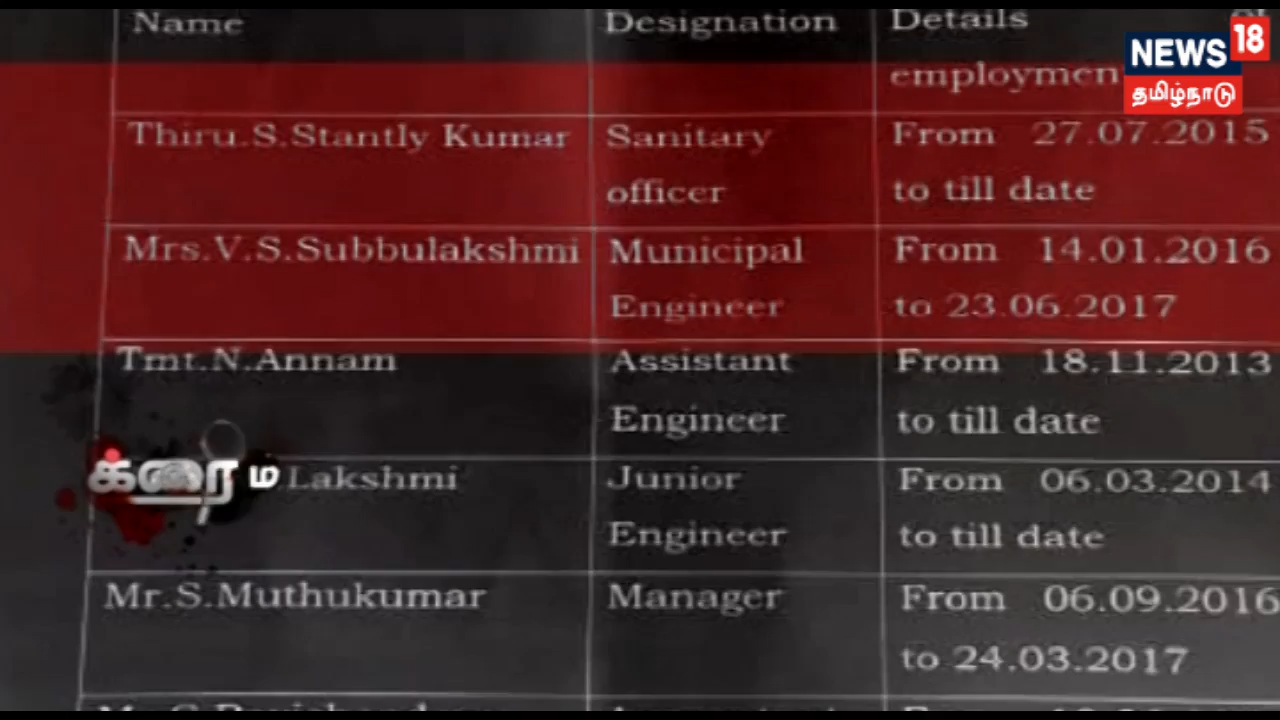 Name Designation Details of
employmen
NEWS 18
தமிழ்நாடு
Thiru.S.Stantly Kumar Sanitary From 27.07.2015
officer to till date
Mrs.V.S.Subbulakshmi Municipal From 14.01.2016
Engineer to 23.06.2017
Tmt.N.Annam Assistant From 18.11.2013
Engineer to till date
Lakshmi Junior From 06.03.2014
Engineer to till date
Mr.S.Muthukumar Manager From 06.09.2016
to 24.03.2017